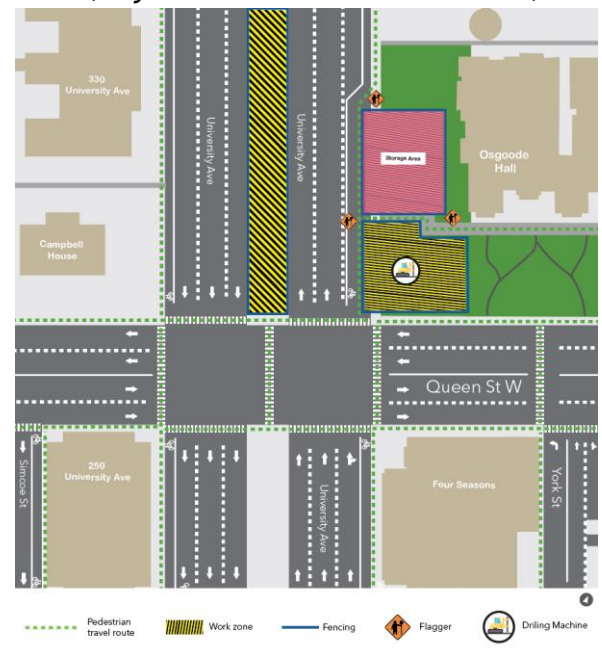 330
University Ave
University Ave
University Ave
Storage Area
Osgoode
Hall
Campbell
House
Queen St W
Simcoe St
250
University Ave
University Ave
Four Seasons
York St
Pedestrian
travel route
Work zone
Fencing
Flagger
Driling Machine